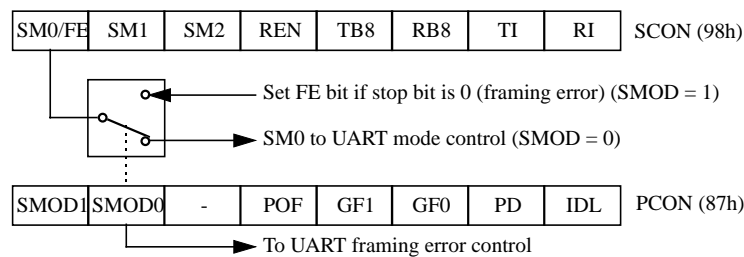 SM0/FE SM1 SM2 REN TB8 RB8 TI RI SCON (98h)
Set FE bit if stop bit is 0 (framing error) (SMOD = 1)
SM0 to UART mode control (SMOD = 0)
SMOD1 SMOD0 - POF GF1 GF0 PD IDL PCON (87h)
To UART framing error control